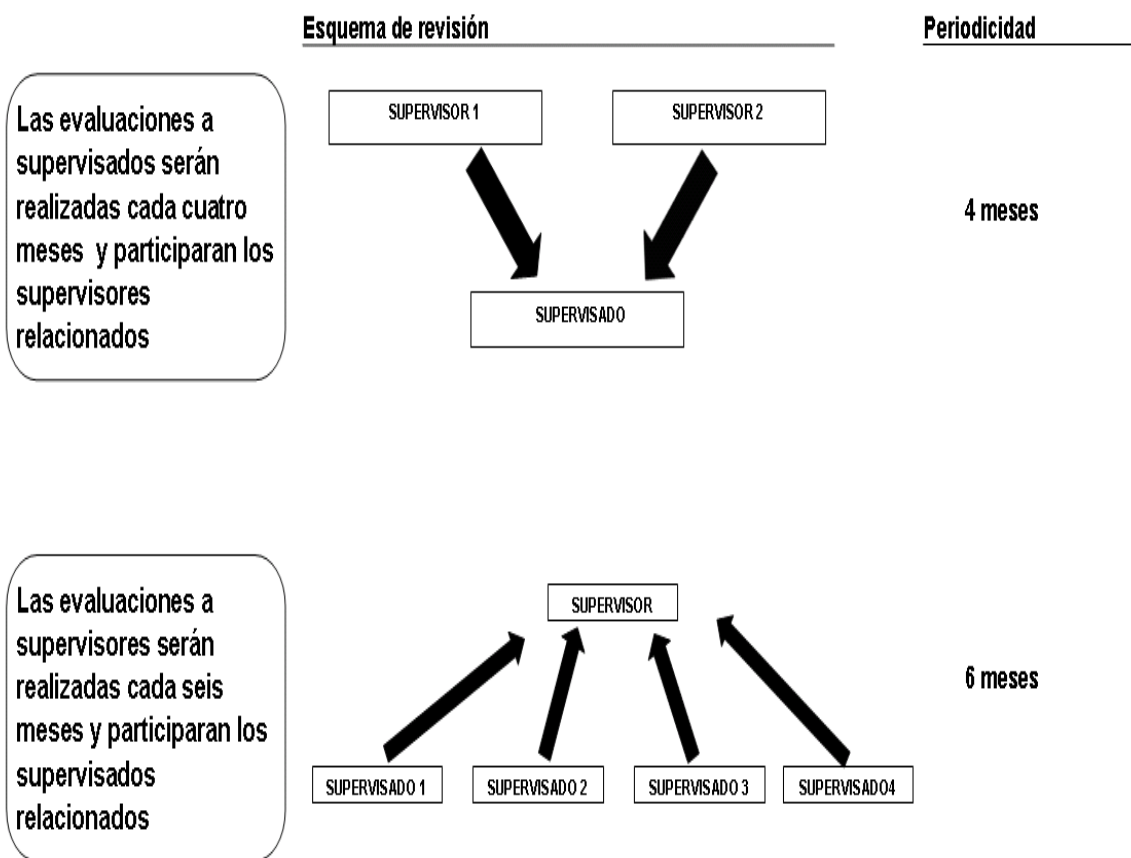 Esquema de revisión
Periodicidad
Las evaluaciones a
supervisados serán
realizadas cada cuatro
meses y participaran los
supervisores
relacionados
SUPERVISOR 1
SUPERVISOR 2
SUPERVISADO
4 meses
Las evaluaciones a
supervisores serán
realizadas cada seis
meses y participaran los
supervisados
relacionados
SUPERVISOR
SUPERVISADO 1
SUPERVISADO 2
SUPERVISADO 3
SUPERVISADO4
6 meses